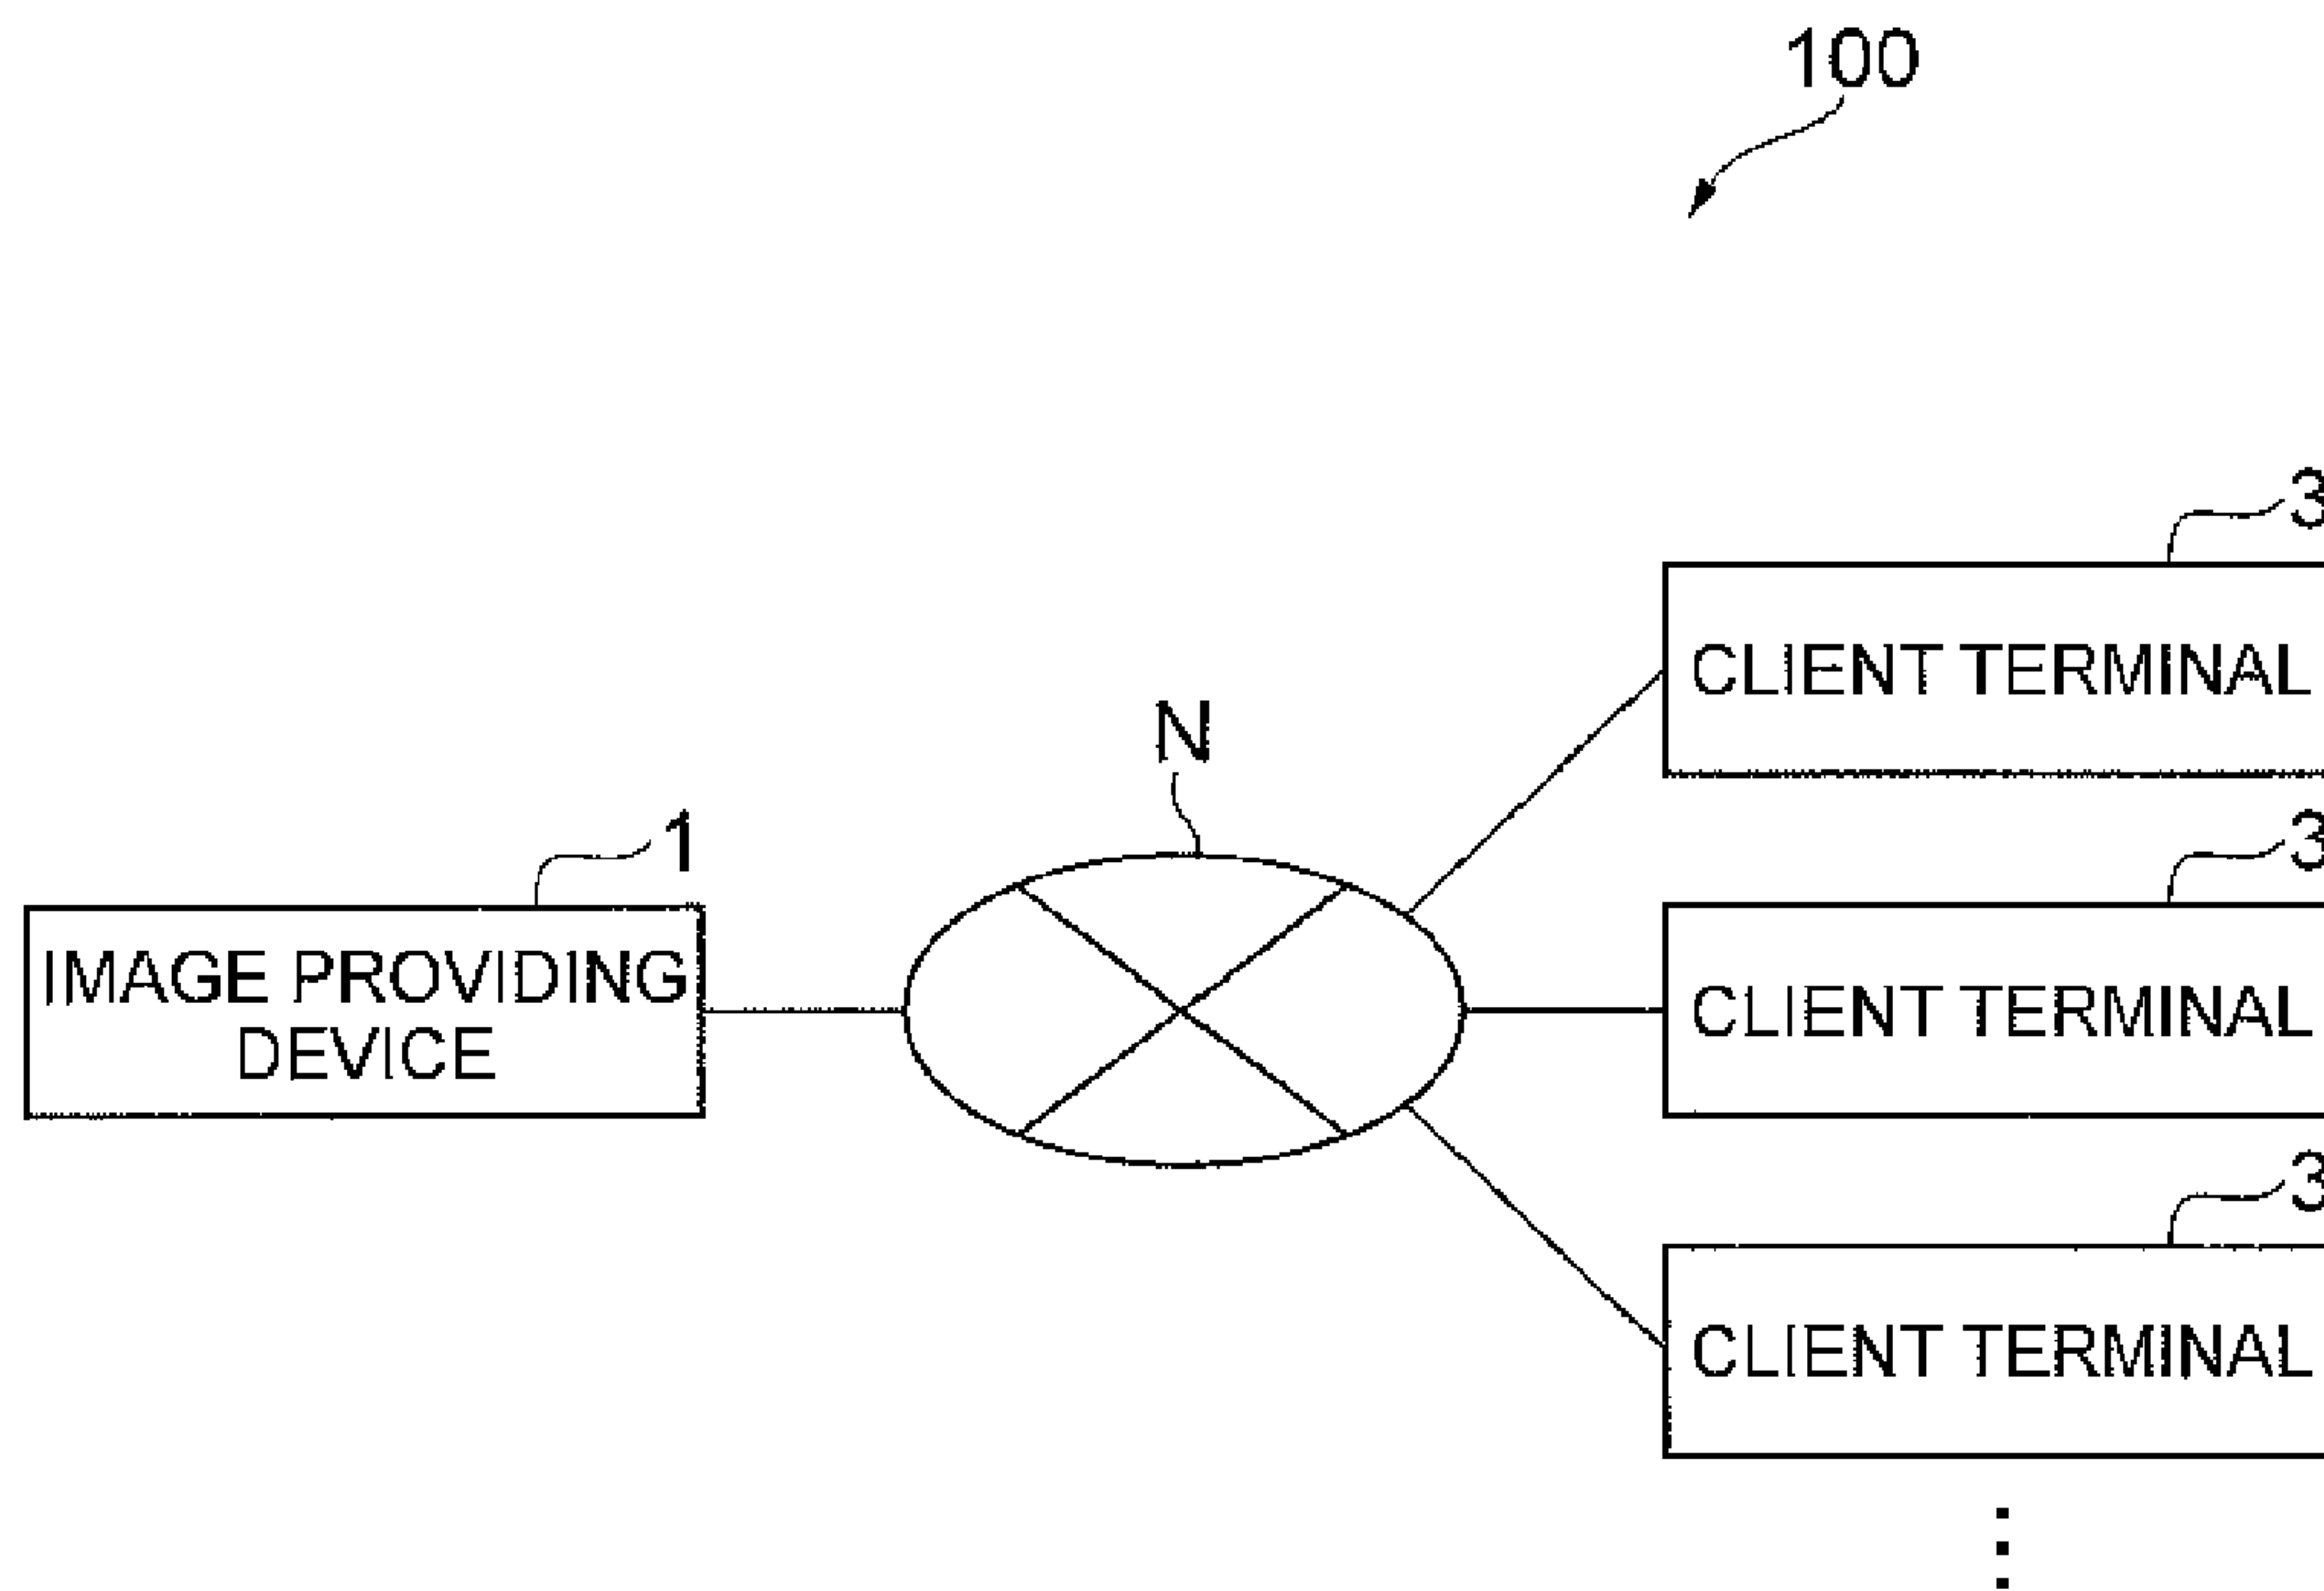 100
3
CLIENT TERMINAL
N
1
3
IMAGE PROVIDING
DEVICE
CLIENT TERMINAL
3
CLIENT TERMINAL